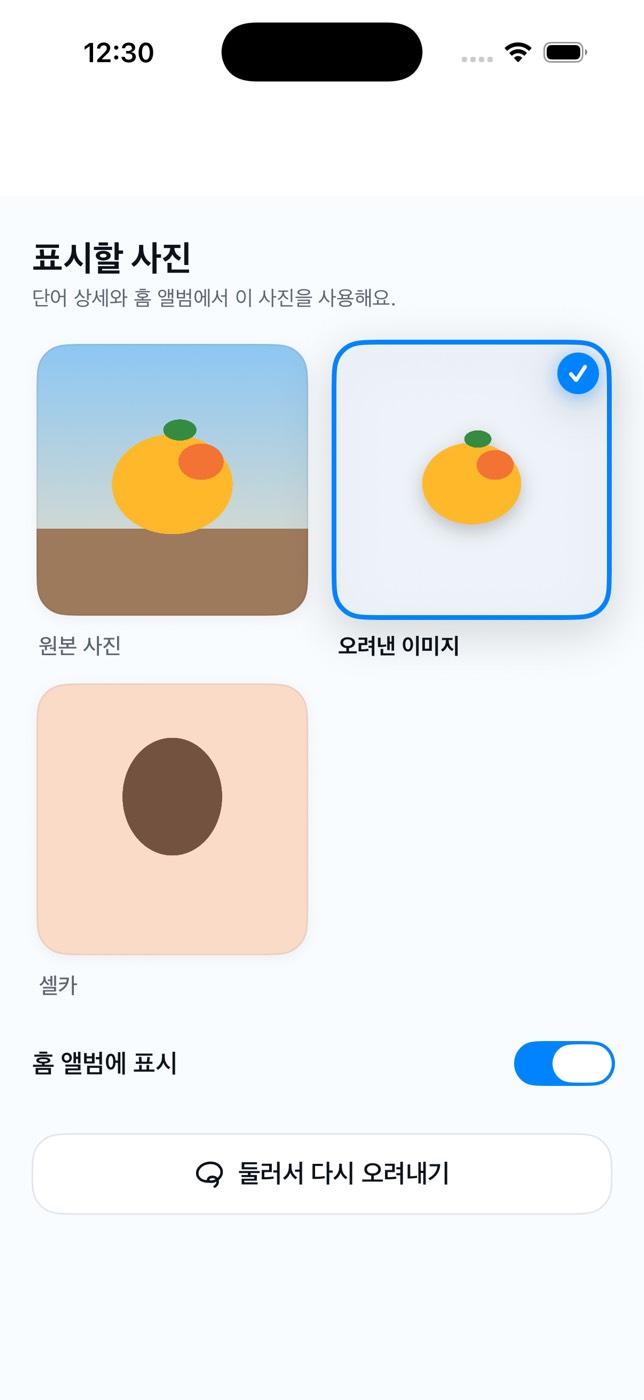 12:30
표시할 사진
단어 상세와 홈 앨범에서 이 사진을 사용해요.
원본 사진
오려낸 이미지
셀카
홈 앨범에 표시
둘러서 다시 오려내기